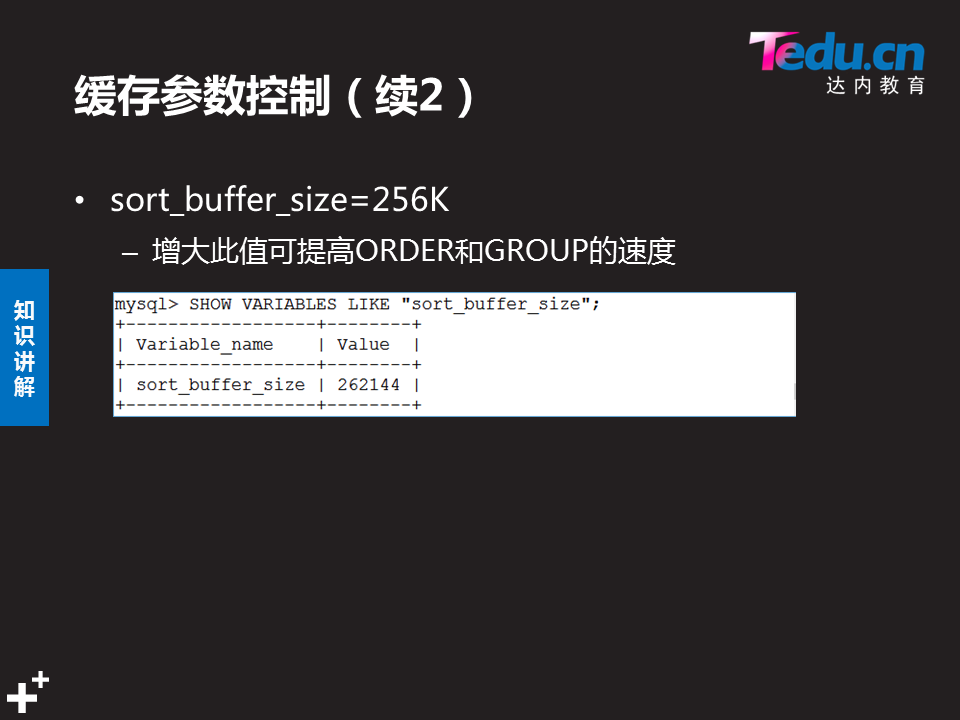 Tedu.cn
达内教育
缓存参数控制（续2）
• sort_buffer_size=256K
– 增大此值可提高ORDER和GROUP的速度
知识讲解
mysql> SHOW VARIABLES LIKE "sort_buffer_size";
+------------------+--------+
| Variable_name    | Value  |
+------------------+--------+
| sort_buffer_size | 262144 |
+------------------+--------+